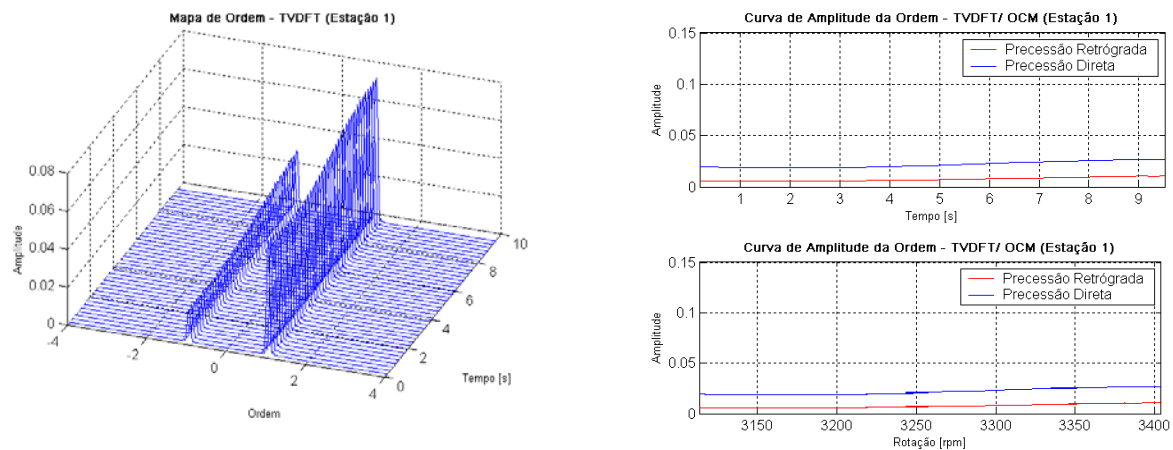 Mapa de Ordem - TVDFT (Estação 1)
0.08
0.06
0.04
0.02
0
Amplitude
-4
-2
0
2
4
Ordem
0
2
4
6
8
10
Tempo [s]
Curva de Amplitude da Ordem - TVDFT/ OCM (Estação 1)
0.15
0.1
0.05
0
Amplitude
Precessão Retrógrada
Precessão Direta
1 2 3 4 5 6 7 8 9
Tempo [s]
Curva de Amplitude da Ordem - TVDFT/ OCM (Estação 1)
0.15
0.1
0.05
0
Amplitude
Precessão Retrógrada
Precessão Direta
3150 3200 3250 3300 3350 3400
Rotação [rpm]